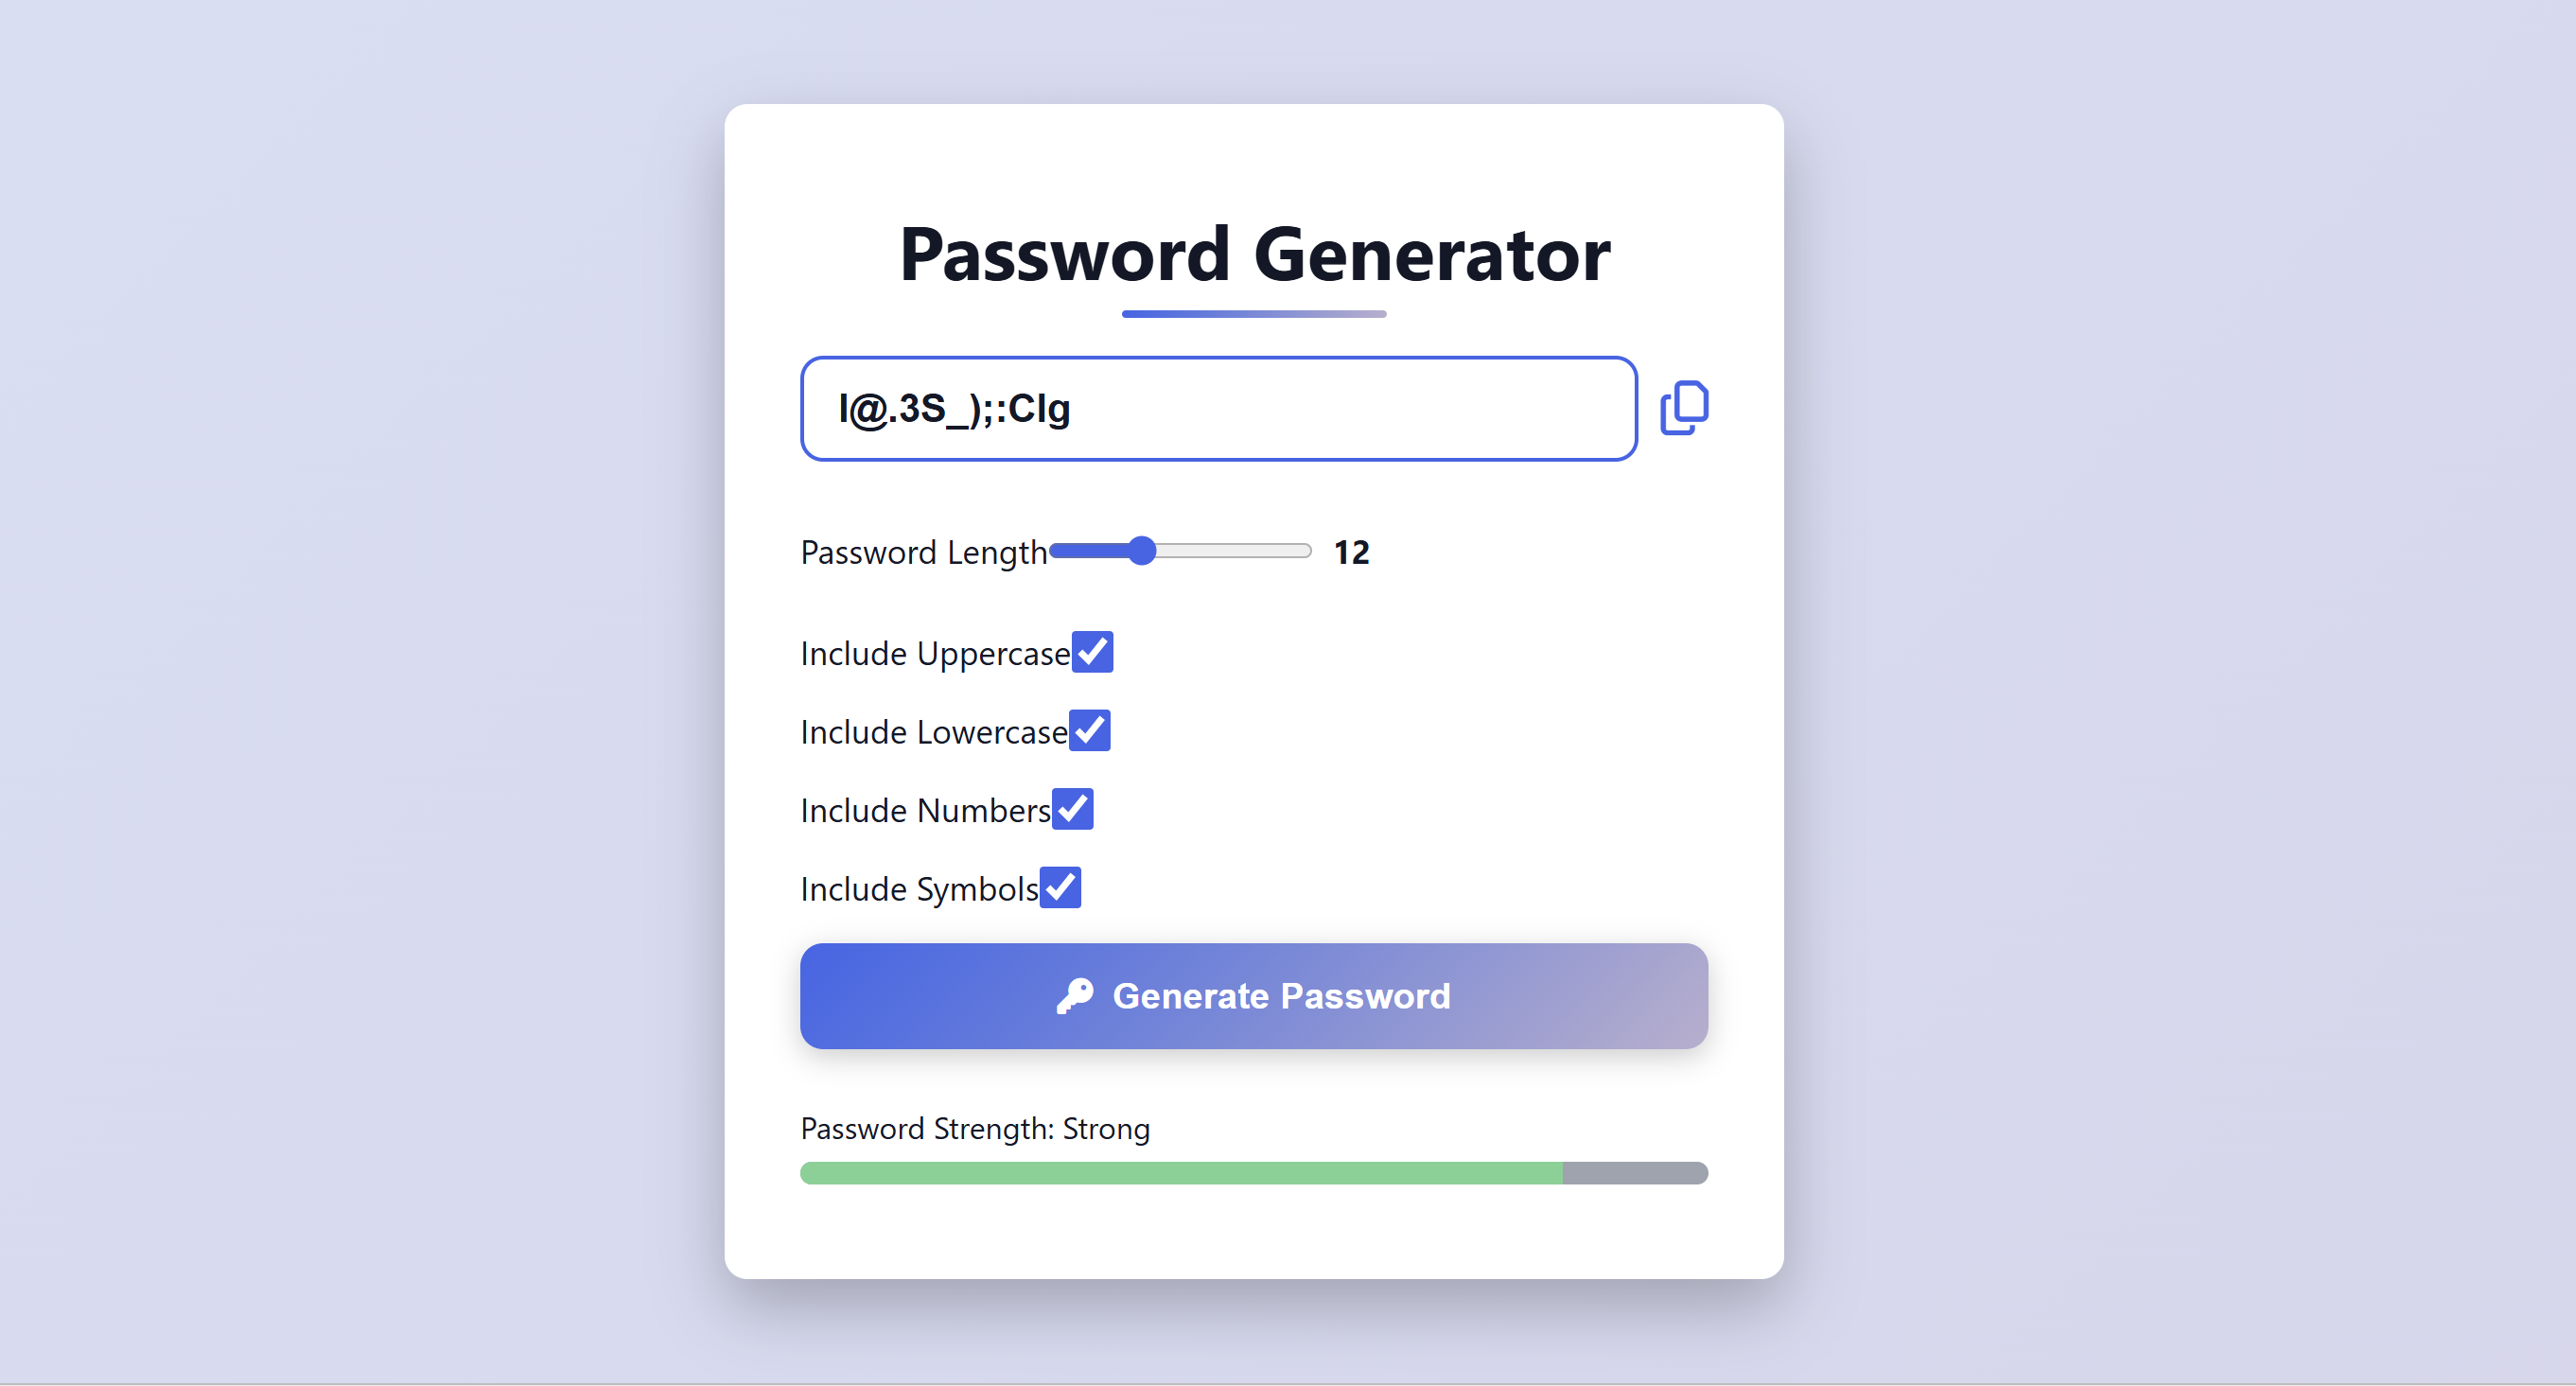 Password Generator
l@.3S_);:Clg
Password Length 12
Include Uppercase
Include Lowercase
Include Numbers
Include Symbols
Generate Password
Password Strength: Strong